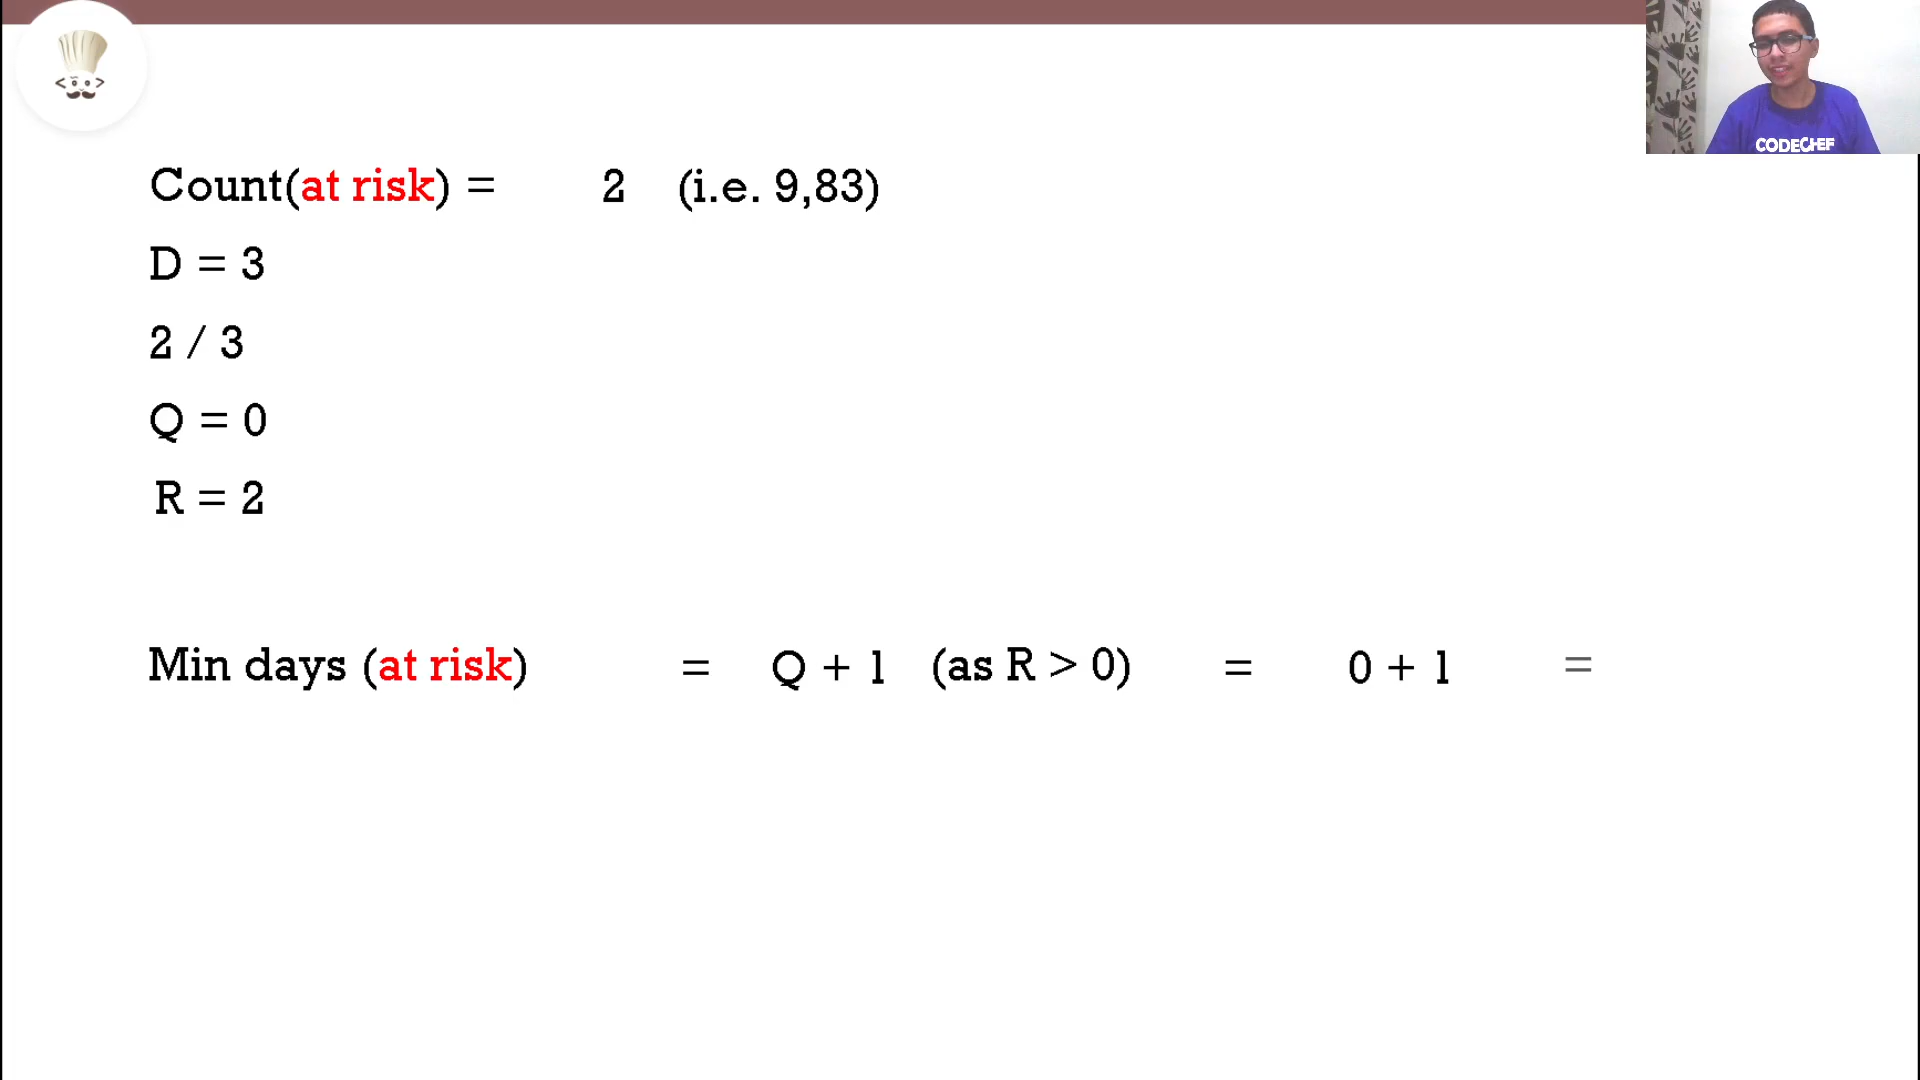 CODECHEF
Count(at risk) = 2 (i.e. 9,83)
D = 3
2 / 3
Q = 0
R = 2
Min days (at risk) = Q + 1 (as R > 0) = 0 + 1 =